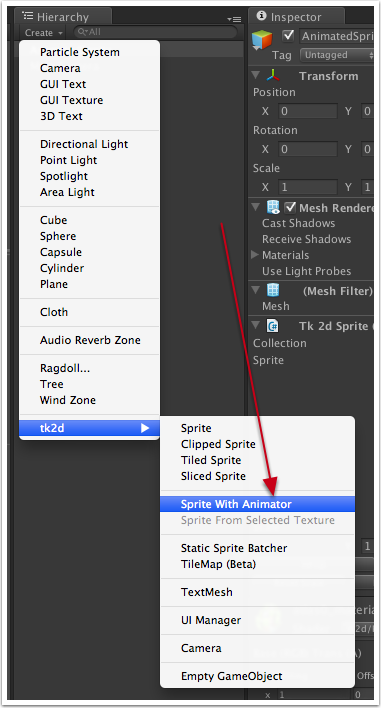 Hierarchy
Create
All
Particle System
Camera
GUI Text
GUI Texture
3D Text
Directional Light
Point Light
Spotlight
Area Light
Cube
Sphere
Capsule
Cylinder
Plane
Cloth
Audio Reverb Zone
Ragdoll...
Tree
Wind Zone
tk2d
Sprite
Clipped Sprite
Tiled Sprite
Sliced Sprite
Sprite With Animator
Sprite From Selected Texture
Static Sprite Batcher
TileMap (Beta)
TextMesh
UI Manager
Camera
Empty GameObject
Inspector
AnimatedSpri
Tag Untagged
Transform
Position
X 0 Y 0
Rotation
X 0 Y 0
Scale
X 1 Y 1
Mesh Rendere
Cast Shadows
Receive Shadows
Materials
Use Light Probes
(Mesh Filter)
Mesh
Tk 2d Sprite (
Collection
Sprite
1
Offs
x 1 0